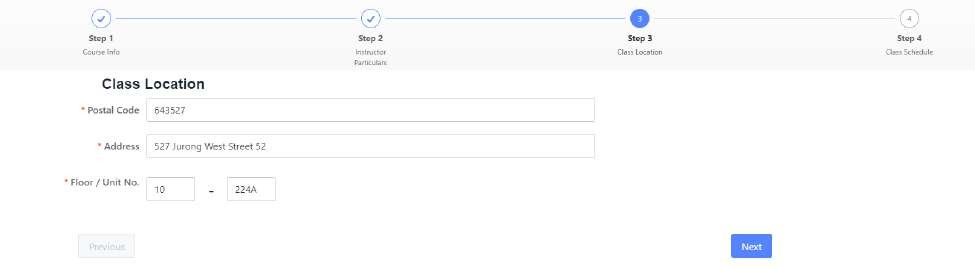 3 4
Step 1 Step 2 Step 3 Step 4
Course Info Instructor Class Location Class Schedule
Particulars
Class Location
* Postal Code 643527
* Address 527 Jurong West Street 52
* Floor / Unit No. 10 - 224A
Previous Next